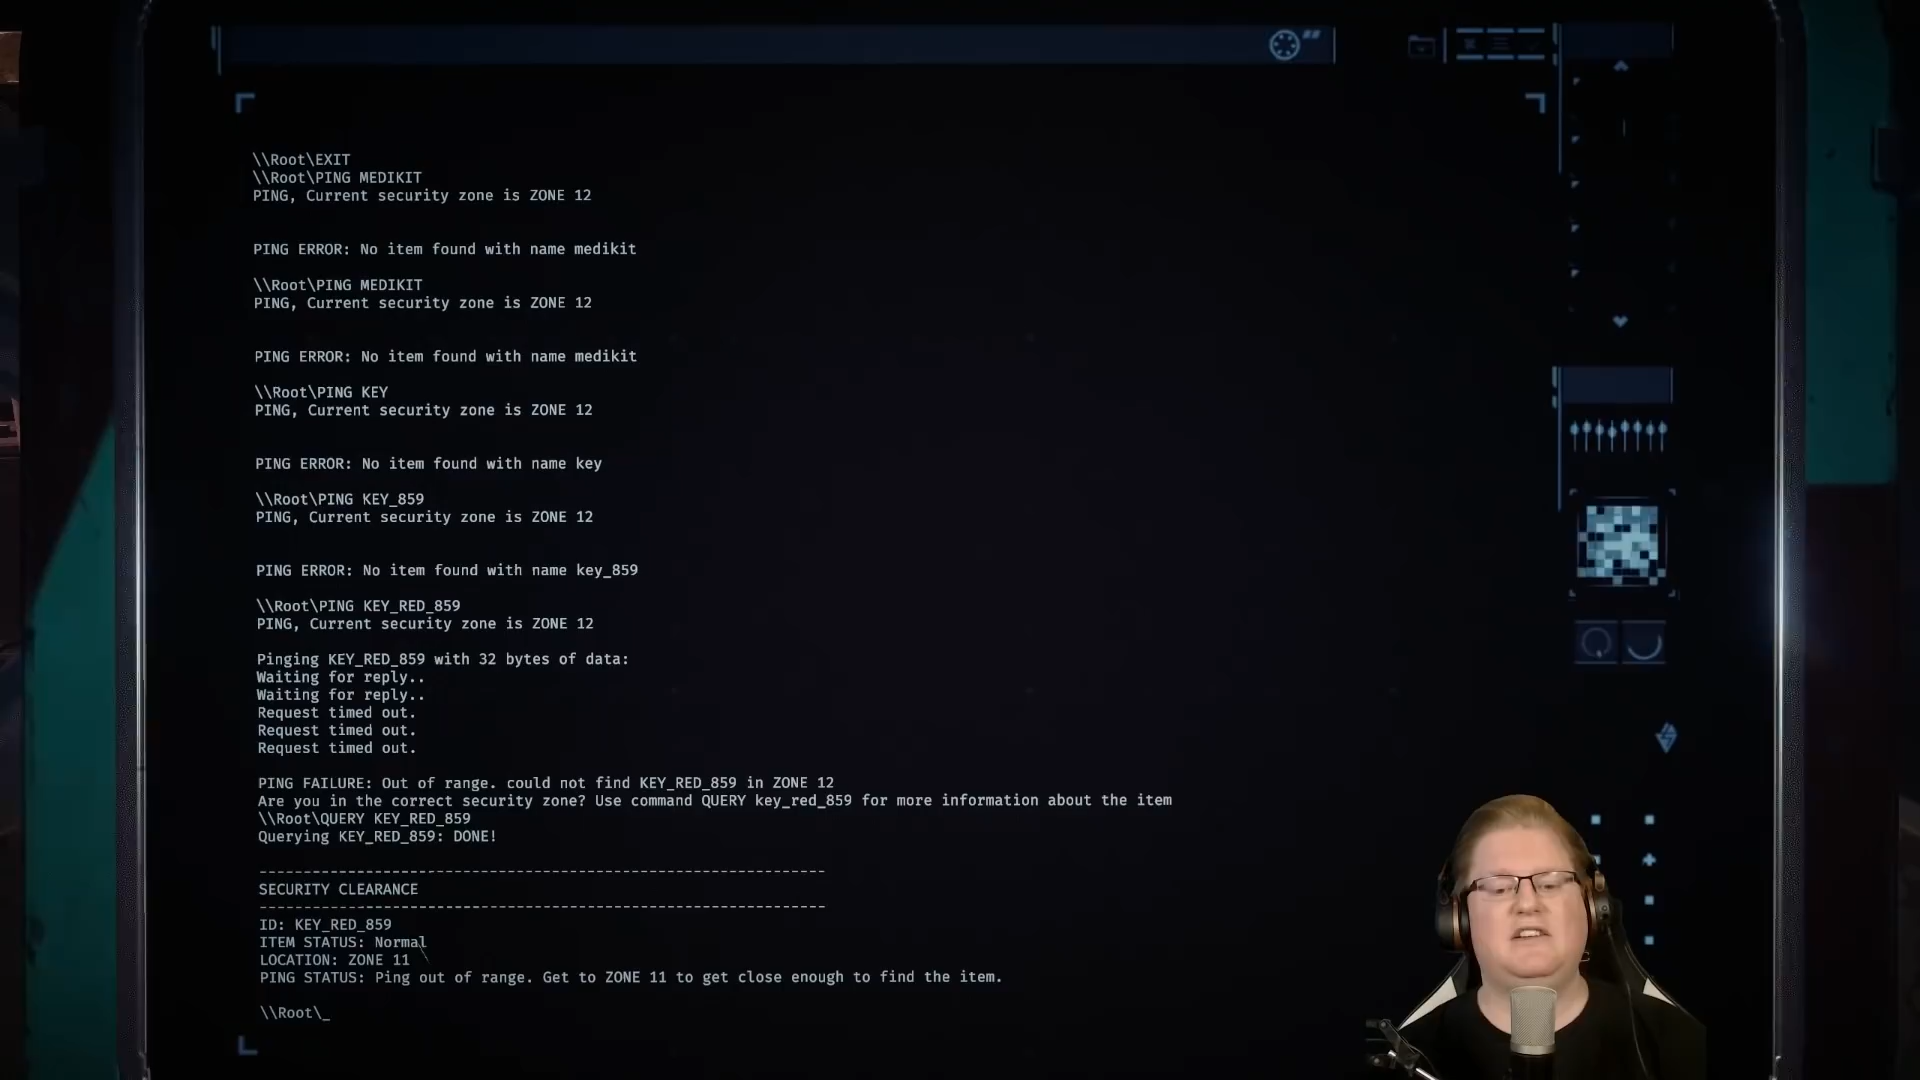 \\Root\EXIT
\\Root\PING MEDIKIT
PING, Current security zone is ZONE 12
PING ERROR: No item found with name medikit
\\Root\PING MEDIKIT
PING, Current security zone is ZONE 12
PING ERROR: No item found with name medikit
\\Root\PING KEY
PING, Current security zone is ZONE 12
PING ERROR: No item found with name key
\\Root\PING KEY_859
PING, Current security zone is ZONE 12
PING ERROR: No item found with name key_859
\\Root\PING KEY_RED_859
PING, Current security zone is ZONE 12
Pinging KEY_RED_859 with 32 bytes of data:
Waiting for reply..
Waiting for reply..
Request timed out.
Request timed out.
Request timed out.
PING FAILURE: Out of range. could not find KEY_RED_859 in ZONE 12
Are you in the correct security zone? Use command QUERY key_red_859 for more information about the item
\\Root\QUERY KEY_RED_859
Querying KEY_RED_859: DONE!
----------------------------------------------------------------
SECURITY CLEARANCE
----------------------------------------------------------------
ID: KEY_RED_859
ITEM STATUS: Normal
LOCATION: ZONE 11
PING STATUS: Ping out of range. Get to ZONE 11 to get close enough to find the item.
\\Root\_